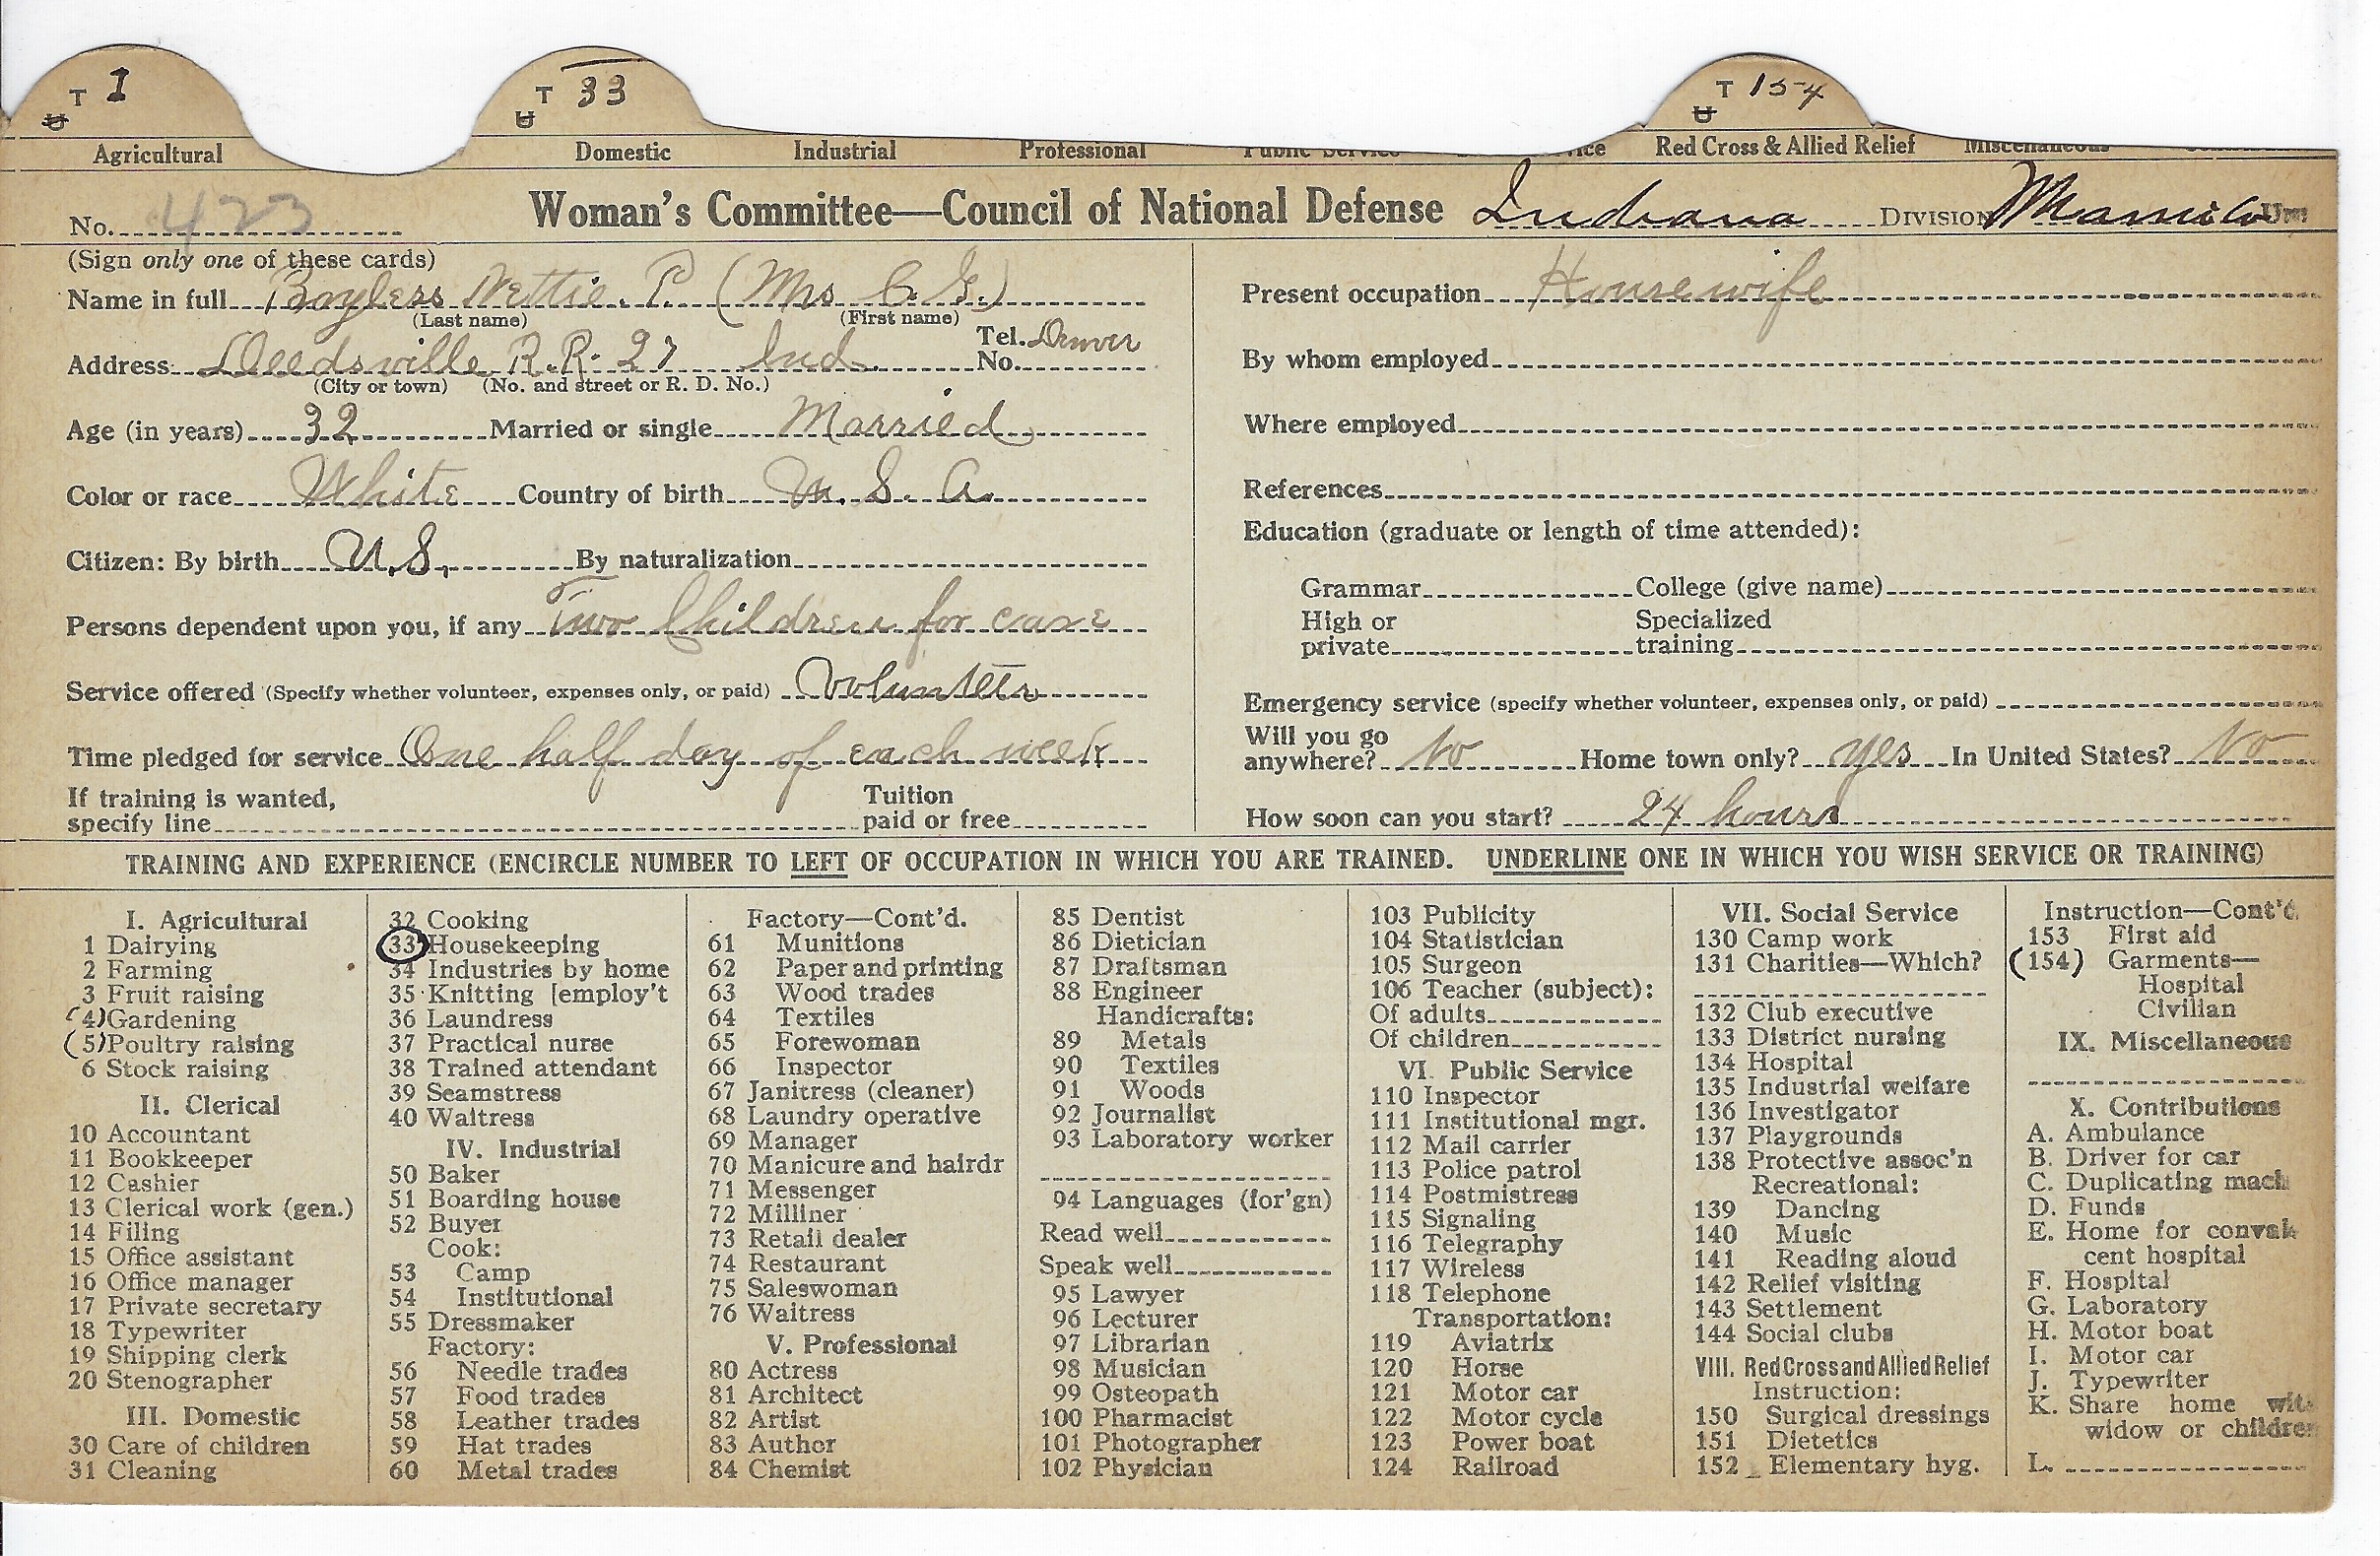 T 1 T 33 T 154
U U U
Agricultural Domestic Industrial Professional Public Service Red Cross & Allied Relief Miscellaneous
No. 423 Woman's Committee—Council of National Defense Indiana DIVISION
(Sign only one of these cards)
Name in full Bayless Nettie. P. (Mrs C. G.)
(Last name) (First name)
Address Deedsville R.R. 27 Ind. Tel. No. Denver
(City or town) (No. and street or R. D. No.)
Age (in years) 32 Married or single Married
Color or race White Country of birth U. S. A.
Citizen: By birth U.S. By naturalization
Persons dependent upon you, if any Two Children for care
Service offered (Specify whether volunteer, expenses only, or paid) Volunteer
Time pledged for service One half day of each week
If training is wanted, specify line Tuition paid or free
Present occupation Housewife
By whom employed
Where employed
References
Education (graduate or length of time attended):
Grammar College (give name)
High or private Specialized training
Emergency service (specify whether volunteer, expenses only, or paid)
Will you go anywhere? No Home town only? Yes In United States? No
How soon can you start? 24 hours
TRAINING AND EXPERIENCE (ENCIRCLE NUMBER TO LEFT OF OCCUPATION IN WHICH YOU ARE TRAINED. UNDERLINE ONE IN WHICH YOU WISH SERVICE OR TRAINING)
I. Agricultural
1 Dairying
2 Farming
3 Fruit raising
(4) Gardening
(5) Poultry raising
6 Stock raising
II. Clerical
10 Accountant
11 Bookkeeper
12 Cashier
13 Clerical work (gen.)
14 Filing
15 Office assistant
16 Office manager
17 Private secretary
18 Typewriter
19 Shipping clerk
20 Stenographer
III. Domestic
30 Care of children
31 Cleaning
32 Cooking
33 Housekeeping
34 Industries by home
35 Knitting [employ't
36 Laundress
37 Practical nurse
38 Trained attendant
39 Seamstress
40 Waitress
IV. Industrial
50 Baker
51 Boarding house
52 Buyer
Cook:
53 Camp
54 Institutional
55 Dressmaker
Factory:
56 Needle trades
57 Food trades
58 Leather trades
59 Hat trades
60 Metal trades
Factory—Cont'd.
61 Munitions
62 Paper and printing
63 Wood trades
64 Textiles
65 Forewoman
66 Inspector
67 Janitress (cleaner)
68 Laundry operative
69 Manager
70 Manicure and hairdr
71 Messenger
72 Milliner
73 Retail dealer
74 Restaurant
75 Saleswoman
76 Waitress
V. Professional
80 Actress
81 Architect
82 Artist
83 Author
84 Chemist
85 Dentist
86 Dietician
87 Draftsman
88 Engineer
Handicrafts:
89 Metals
90 Textiles
91 Woods
92 Journalist
93 Laboratory worker
94 Languages (for'gn)
Read well
Speak well
95 Lawyer
96 Lecturer
97 Librarian
98 Musician
99 Osteopath
100 Pharmacist
101 Photographer
102 Physician
103 Publicity
104 Statistician
105 Surgeon
106 Teacher (subject):
Of adults
Of children
VI. Public Service
110 Inspector
111 Institutional mgr.
112 Mail carrier
113 Police patrol
114 Postmistress
115 Signaling
116 Telegraphy
117 Wireless
118 Telephone
Transportation:
119 Aviatrix
120 Horse
121 Motor car
122 Motor cycle
123 Power boat
124 Railroad
VII. Social Service
130 Camp work
131 Charities—Which?
132 Club executive
133 District nursing
134 Hospital
135 Industrial welfare
136 Investigator
137 Playgrounds
138 Protective assoc'n
Recreational:
139 Dancing
140 Music
141 Reading aloud
142 Relief visiting
143 Settlement
144 Social clubs
VIII. Red Cross and Allied Relief
Instruction:
150 Surgical dressings
151 Dietetics
152 Elementary hyg.
Instruction—Cont'd
153 First aid
(154) Garments—
Hospital
Civilian
IX. Miscellaneous
X. Contributions
A. Ambulance
B. Driver for car
C. Duplicating mach
D. Funds
E. Home for conval
cent hospital
F. Hospital
G. Laboratory
H. Motor boat
I. Motor car
J. Typewriter
K. Share home with
widow or children
L.